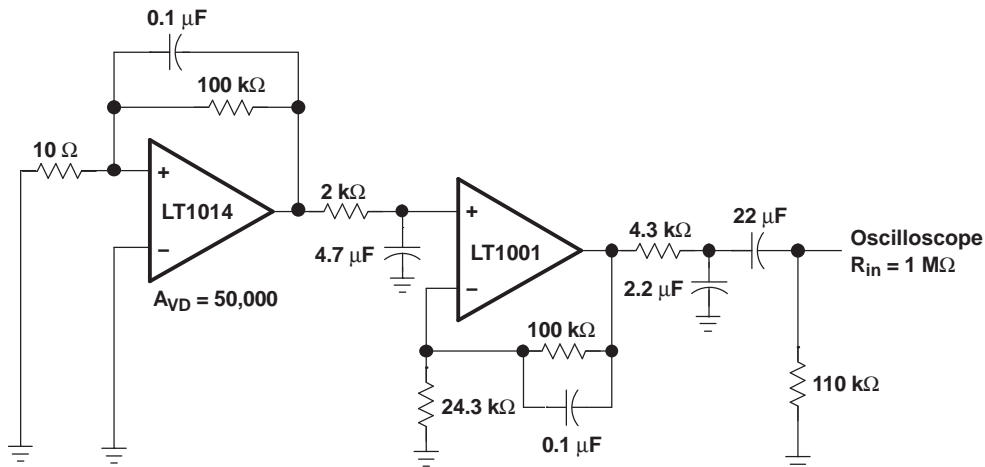 0.1 µF
100 kΩ
10 Ω
+
LT1014
−
A_VD = 50,000
2 kΩ
4.7 µF
+
LT1001
−
4.3 kΩ
22 µF
2.2 µF
Oscilloscope
R_in = 1 MΩ
100 kΩ
24.3 kΩ
0.1 µF
110 kΩ